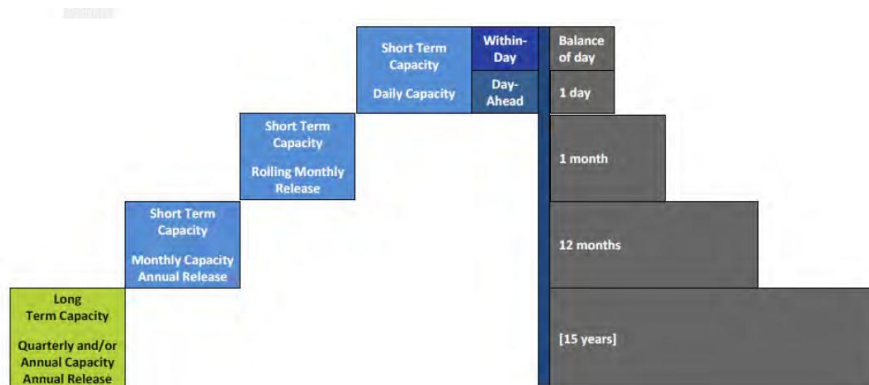 Short Term
Capacity
Daily Capacity
Within-
Day
Day-
Ahead
Balance
of day
1 day
Short Term
Capacity
Rolling Monthly
Release
1 month
Short Term
Capacity
Monthly Capacity
Annual Release
12 months
Long
Term Capacity
Quarterly and/or
Annual Capacity
Annual Release
[15 years]